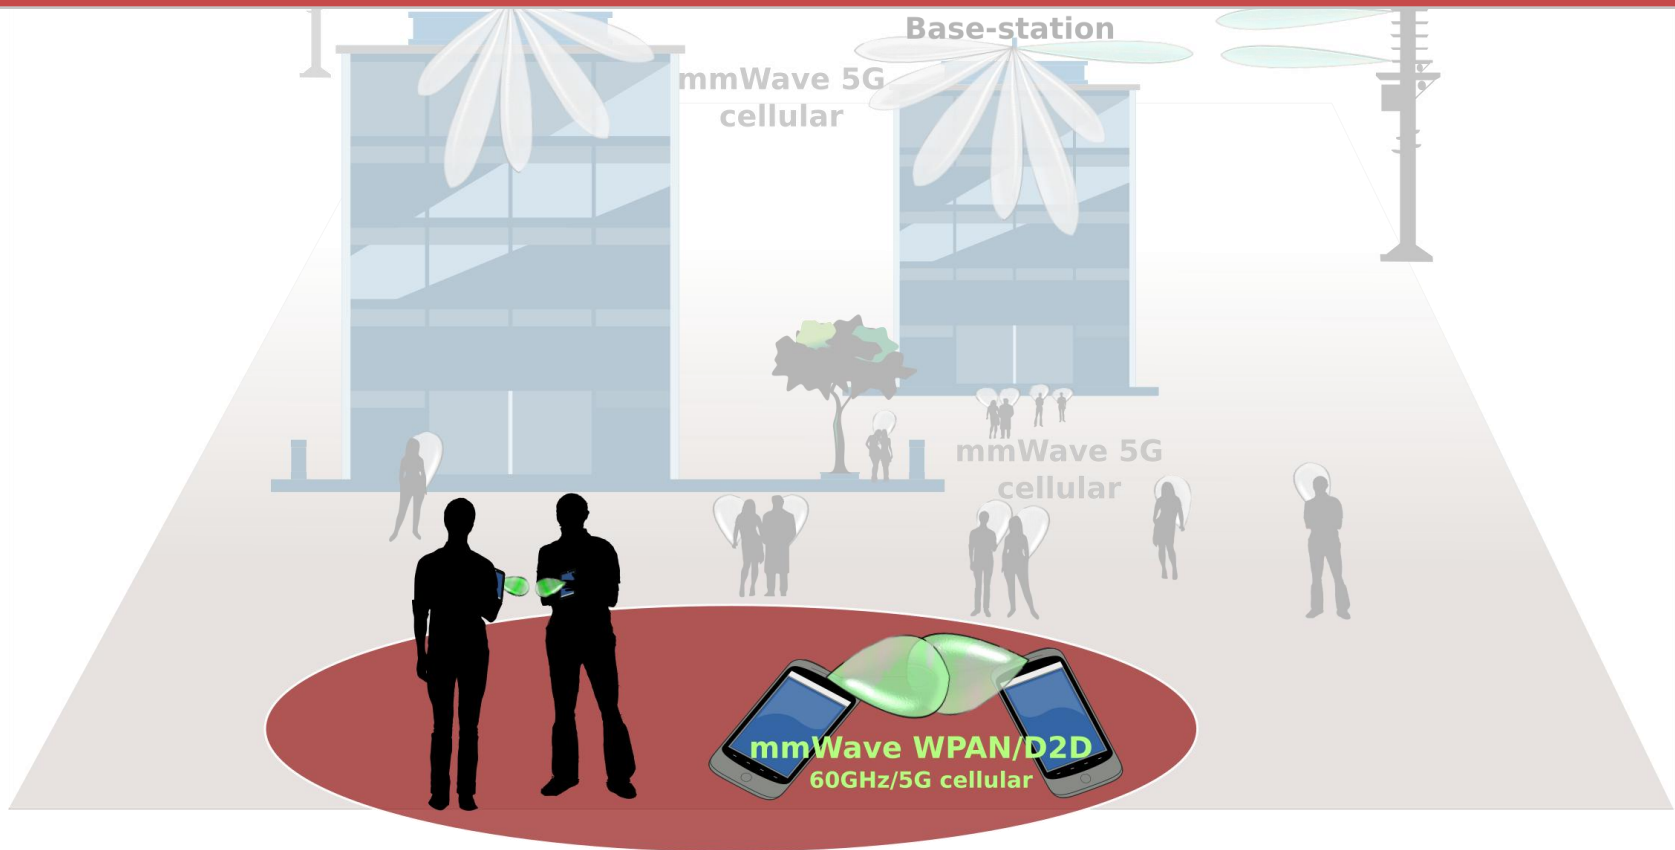 Base-station
mmWave 5G
cellular
mmWave 5G
cellular
mmWave WPAN/D2D
60GHz/5G cellular